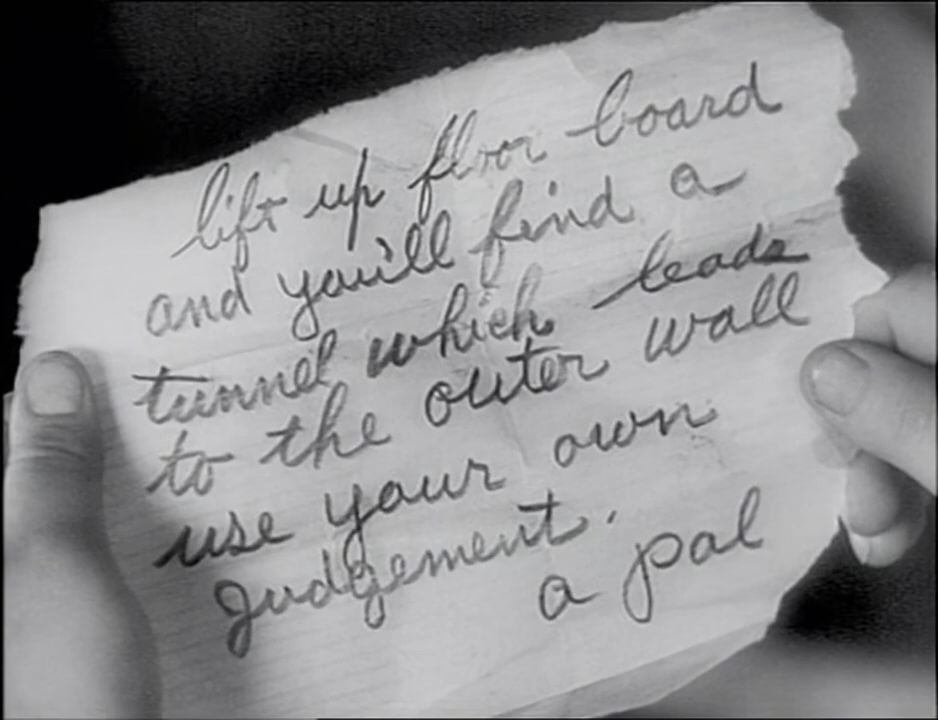 lift up floor board
and you'll find a
tunnel which leads
to the outer wall
use your own
Judgement.
a pal